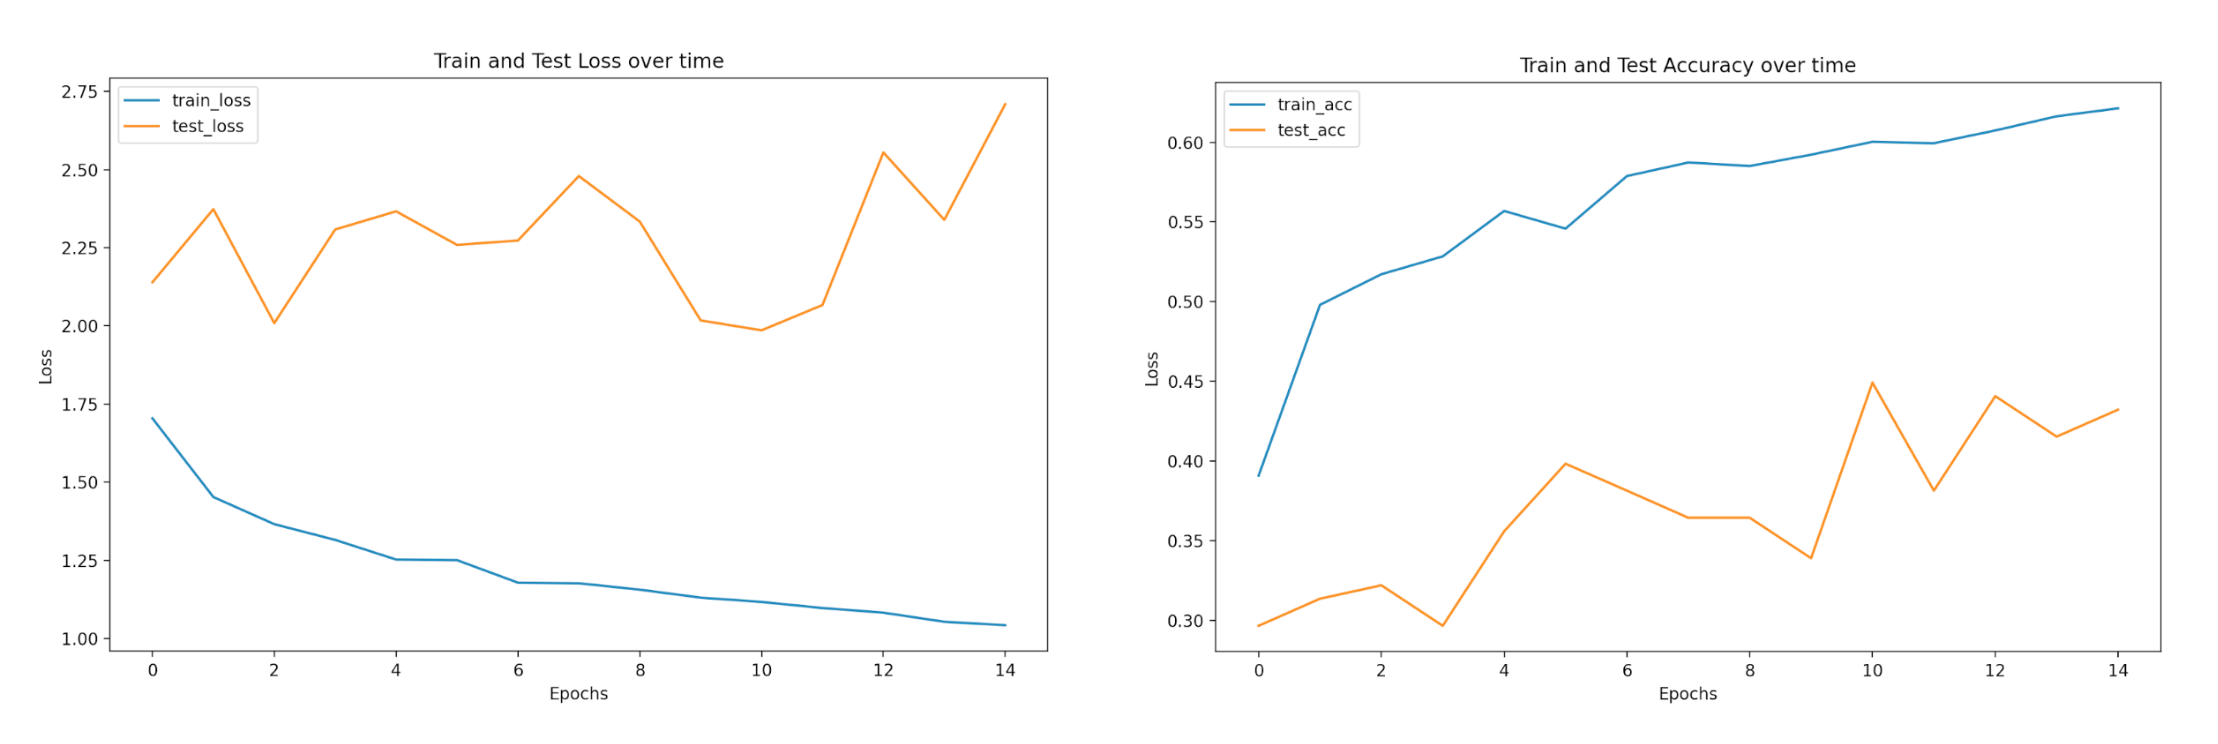 Train and Test Loss over time
train_loss
test_loss
2.75
2.50
2.25
2.00
1.75
1.50
1.25
1.00
Loss
0 2 4 6 8 10 12 14
Epochs
Train and Test Accuracy over time
train_acc
test_acc
0.60
0.55
0.50
0.45
0.40
0.35
0.30
Loss
0 2 4 6 8 10 12 14
Epochs